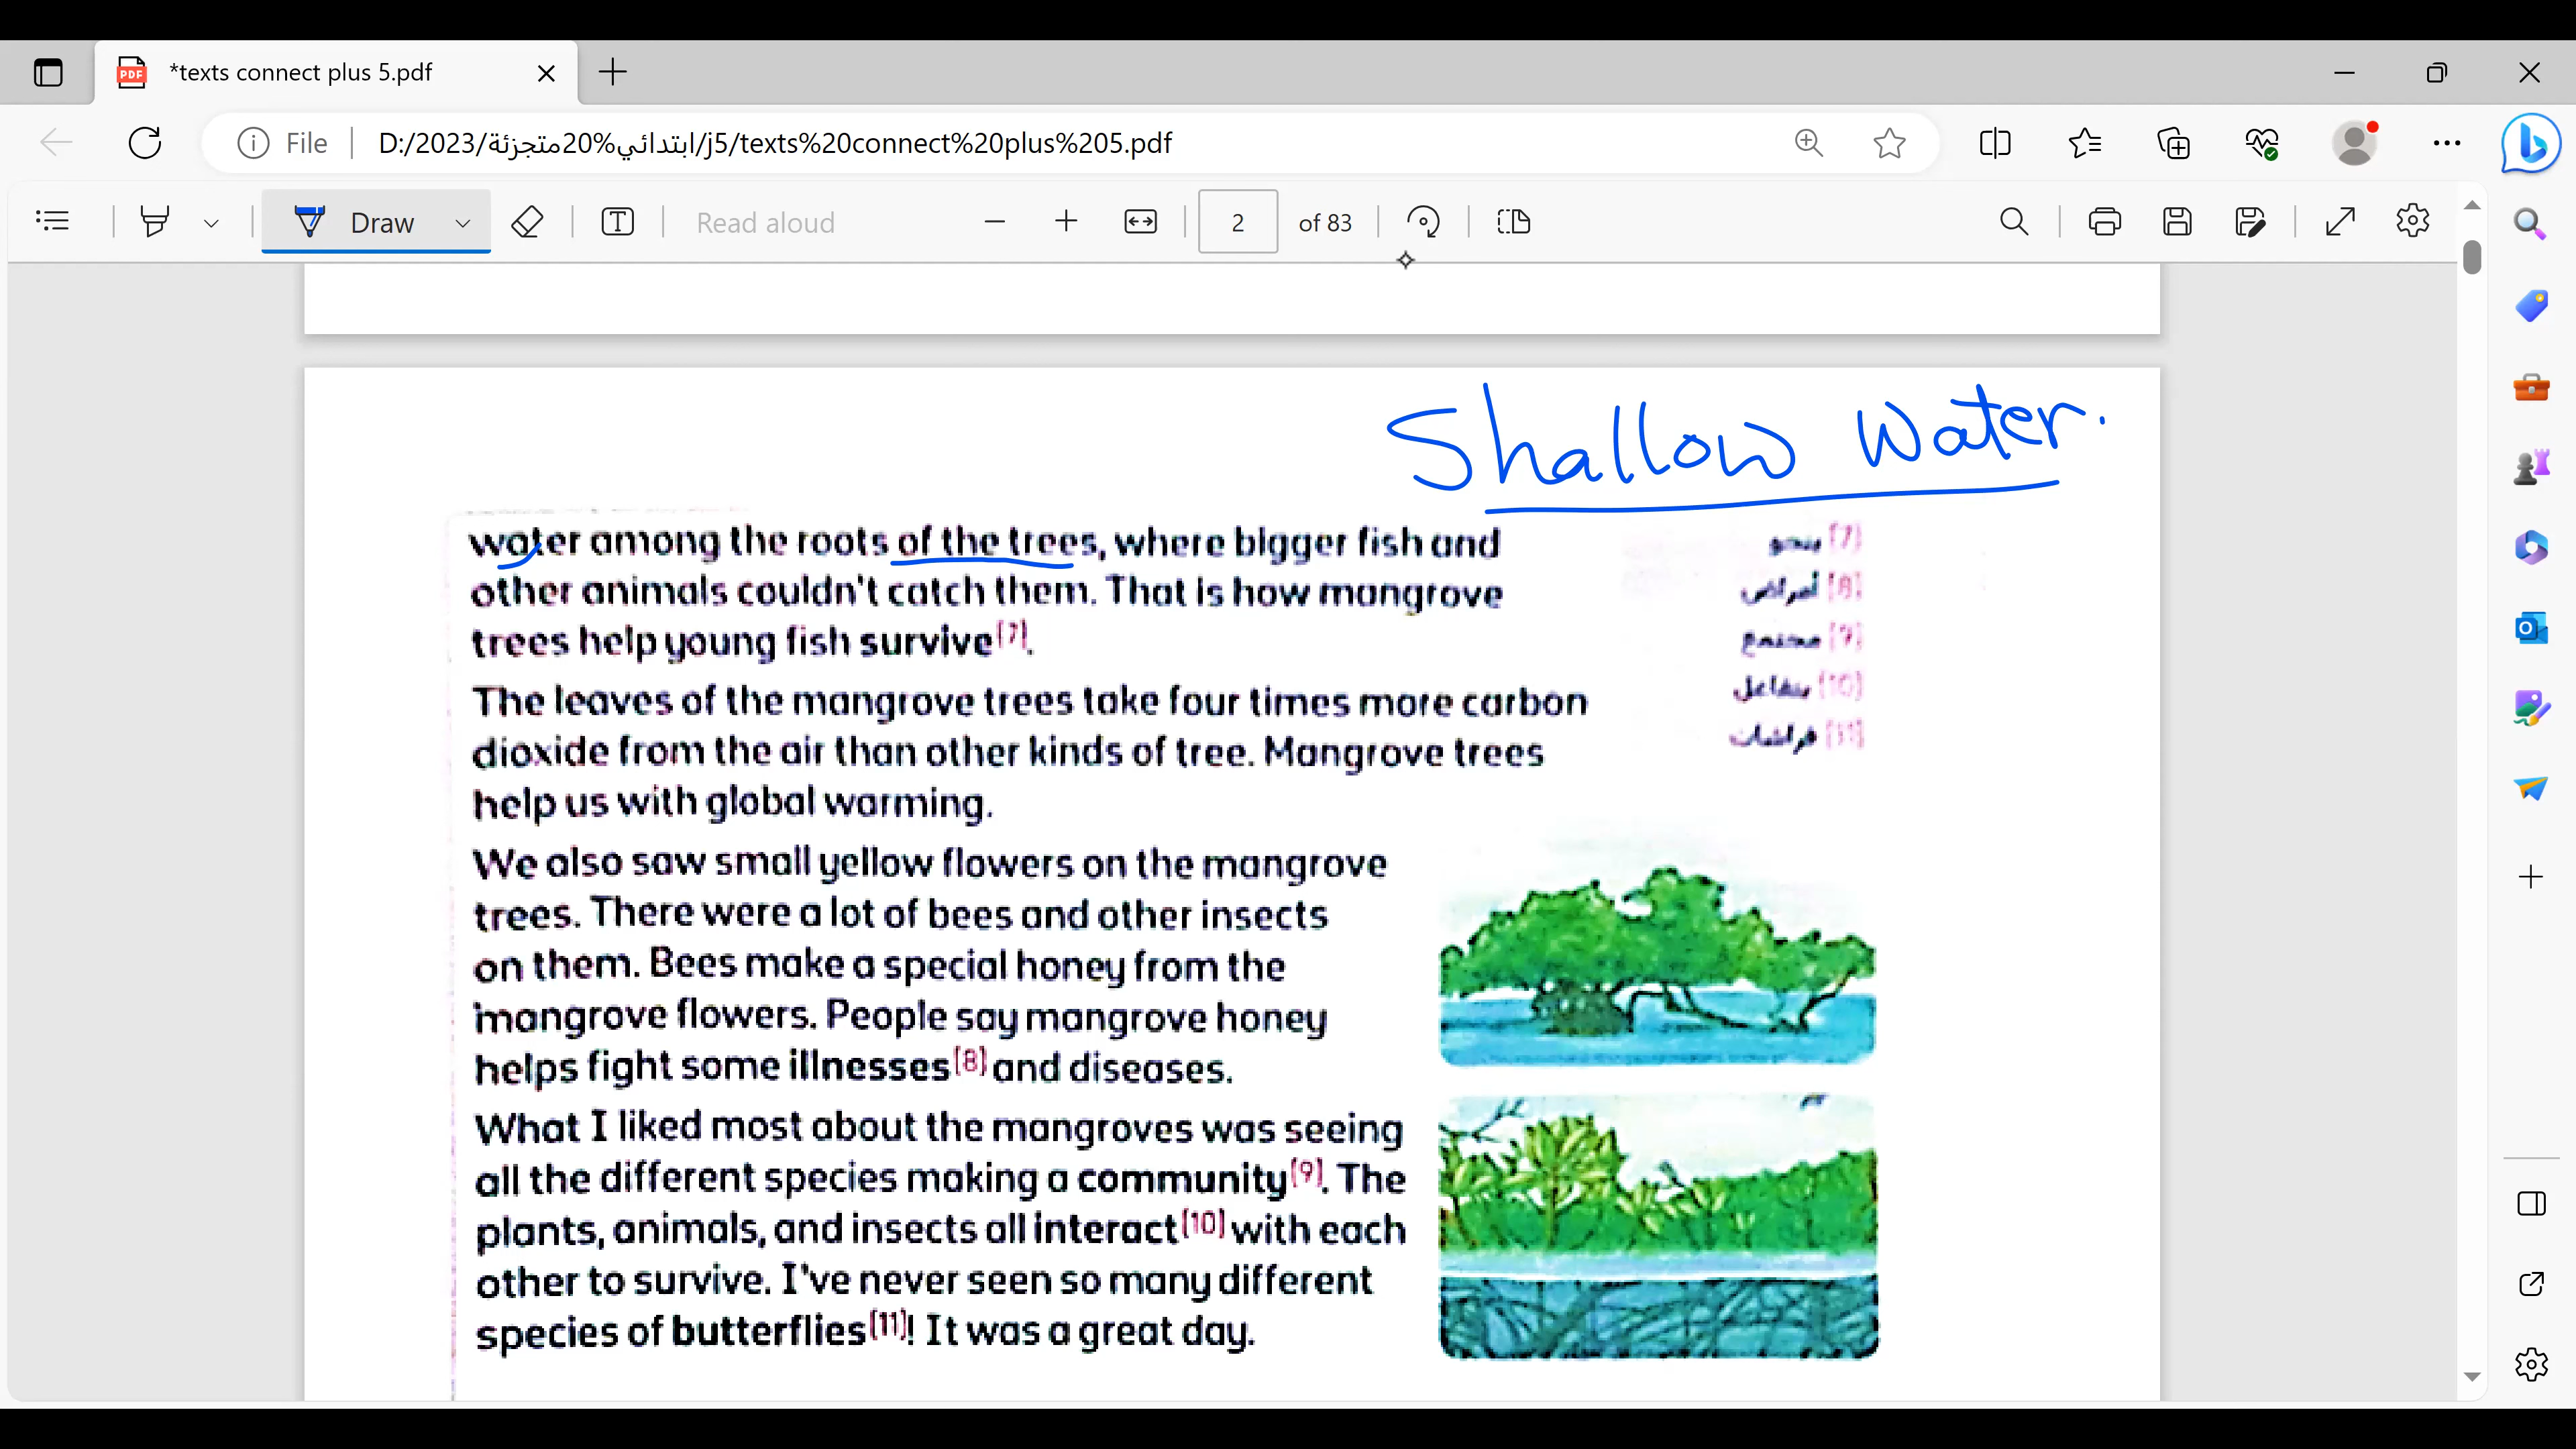 *texts connect plus 5.pdf
File
D:/2023/ابتدائي%20متجزئة/j5/texts%20connect%20plus%205.pdf
Draw
Read aloud
2 of 83
Shallow Water.
water among the roots of the trees, where bigger fish and
other animals couldn't catch them. That is how mangrove
trees help young fish survive[7].
The leaves of the mangrove trees take four times more carbon
dioxide from the air than other kinds of tree. Mangrove trees
help us with global warming.
We also saw small yellow flowers on the mangrove
trees. There were a lot of bees and other insects
on them. Bees make a special honey from the
mangrove flowers. People say mangrove honey
helps fight some illnesses[8] and diseases.
What I liked most about the mangroves was seeing
all the different species making a community[9]. The
plants, animals, and insects all interact[10] with each
other to survive. I've never seen so many different
species of butterflies[11]! It was a great day.
[7] ينجو
[8] أمراض
[9] مجتمع
[10] يتفاعل
[11] فراشات